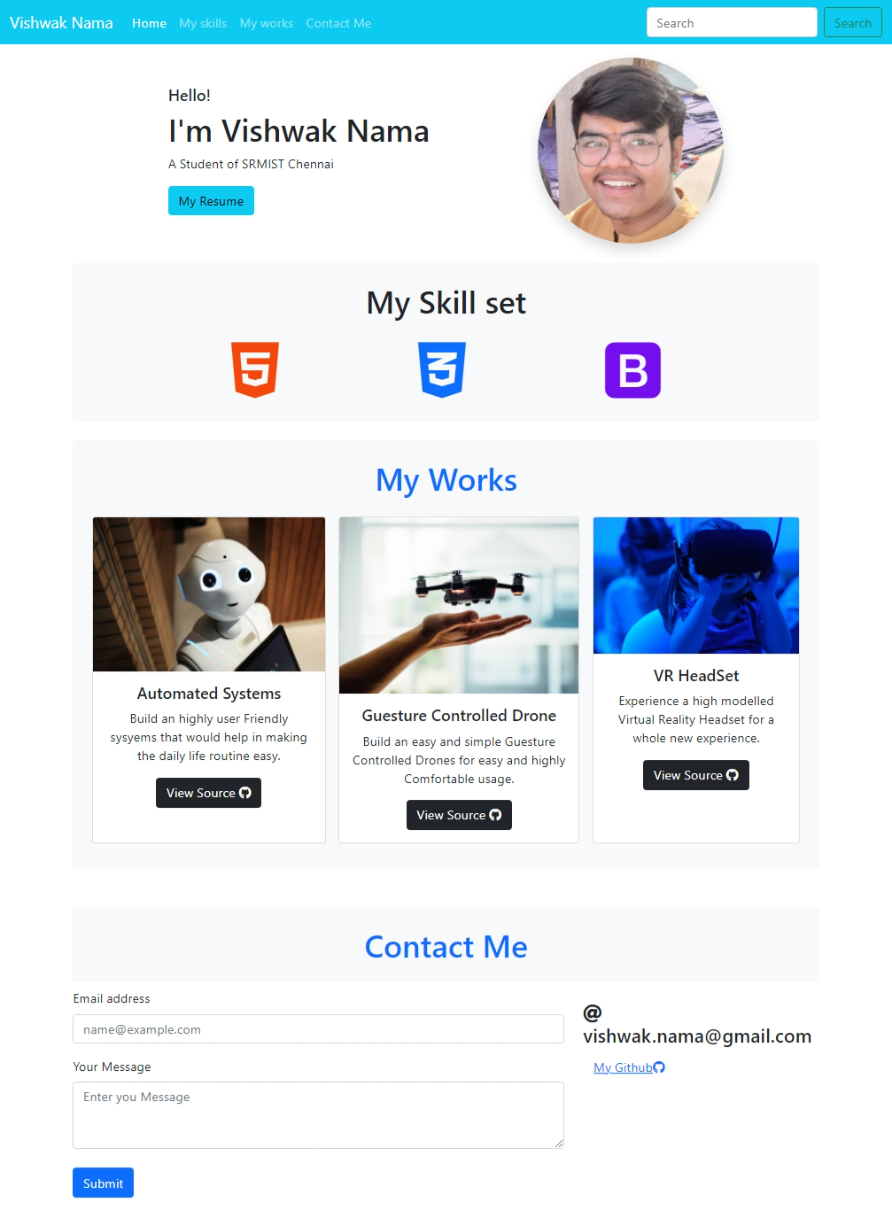 Vishwak Nama Home My skills My works Contact Me Search Search
Hello!
I'm Vishwak Nama
A Student of SRMIST Chennai
My Resume
My Skill set
5 3 B
My Works
Automated Systems
Build an highly user Friendly
sysyems that would help in making
the daily life routine easy.
View Source
Guesture Controlled Drone
Build an easy and simple Guesture
Controlled Drones for easy and highly
Comfortable usage.
View Source
VR HeadSet
Experience a high modelled
Virtual Reality Headset for a
whole new experience.
View Source
Contact Me
Email address
name@example.com
Your Message
Enter you Message
Submit
@
vishwak.nama@gmail.com
My Github